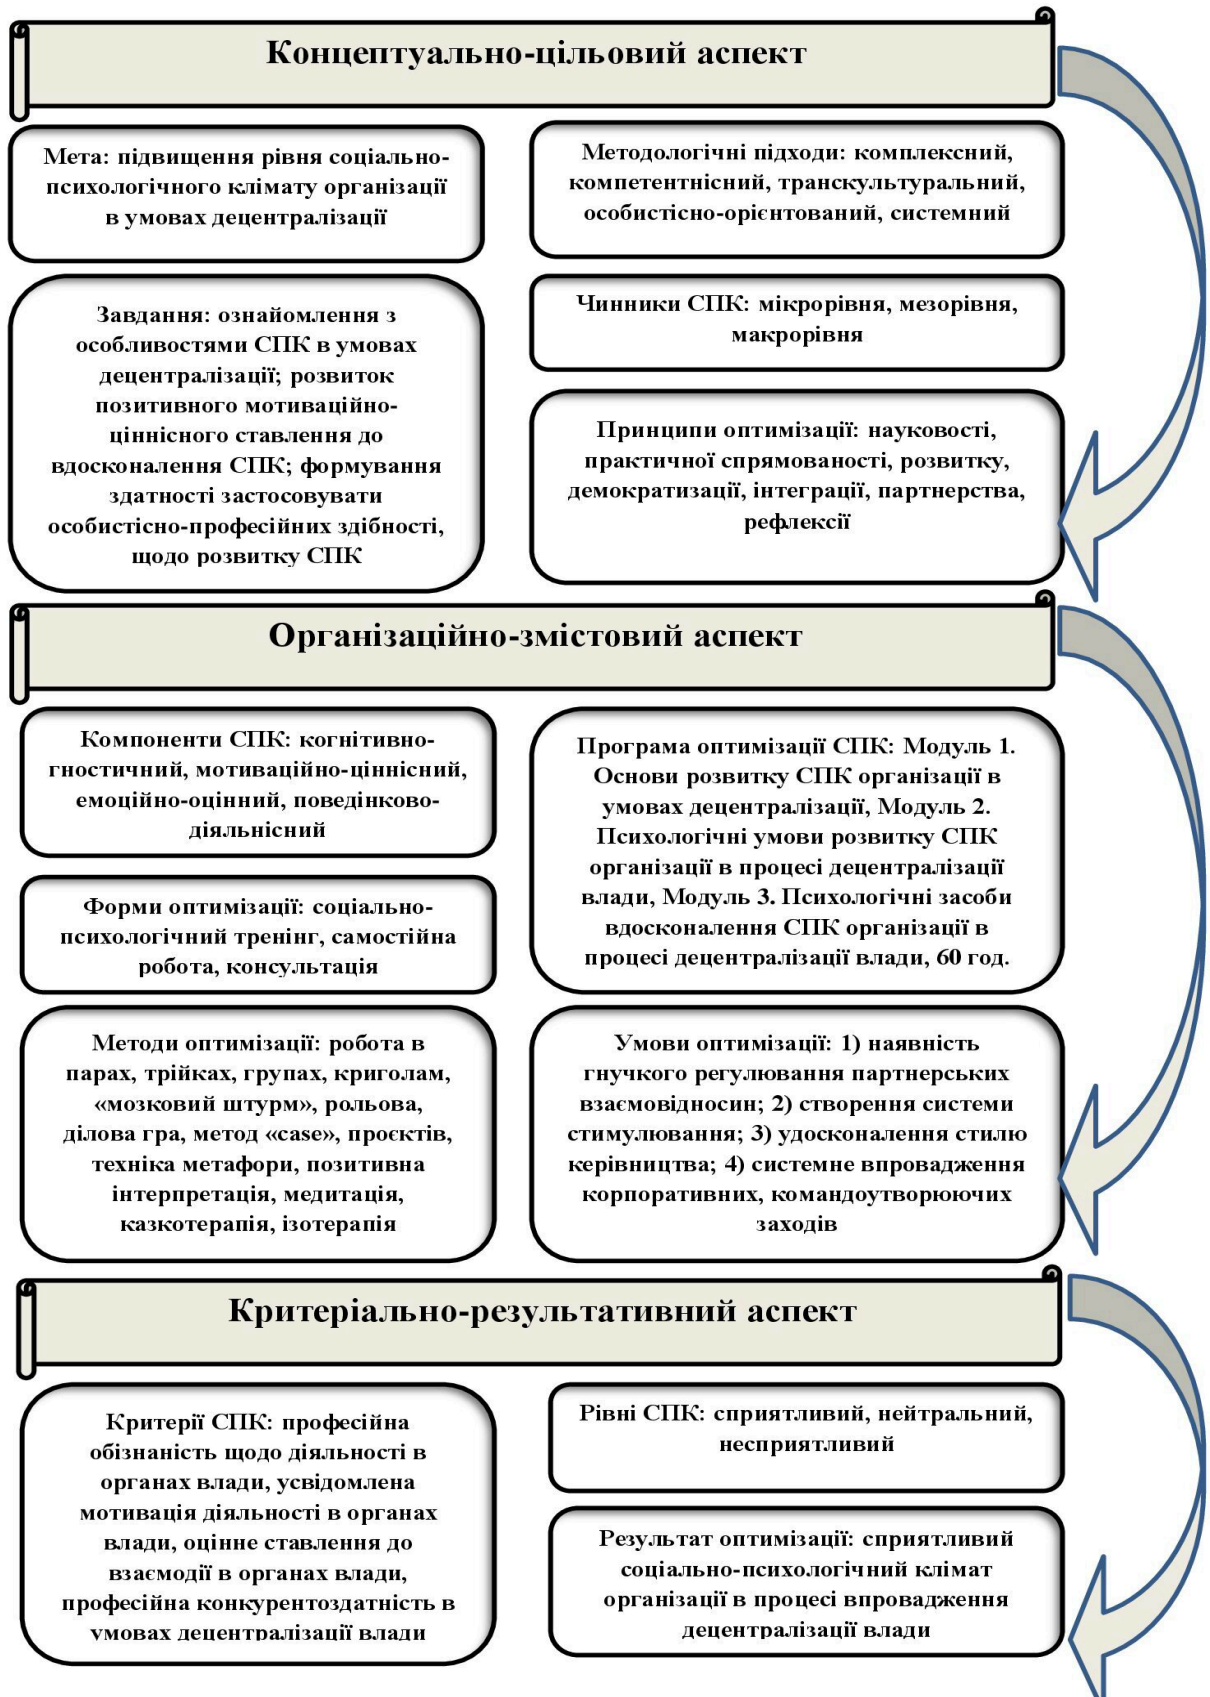 Концептуально-цільовий аспект
Мета: підвищення рівня соціально-
психологічного клімату організації
в умовах децентралізації
Методологічні підходи: комплексний,
компетентнісний, транскультуральний,
особистісно-орієнтований, системний
Завдання: ознайомлення з
особливостями СПК в умовах
децентралізації; розвиток
позитивного мотиваційно-
ціннісного ставлення до
вдосконалення СПК; формування
здатності застосовувати
особистісно-професійних здібності,
щодо розвитку СПК
Чинники СПК: мікрорівня, мезорівня,
макрорівня
Принципи оптимізації: науковості,
практичної спрямованості, розвитку,
демократизації, інтеграції, партнерства,
рефлексії
Організаційно-змістовий аспект
Компоненти СПК: когнітивно-
гностичний, мотиваційно-ціннісний,
емоційно-оцінний, поведінково-
діяльнісний
Форми оптимізації: соціально-
психологічний тренінг, самостійна
робота, консультація
Методи оптимізації: робота в
парах, трійках, групах, криголам,
«мозковий штурм», рольова,
ділова гра, метод «case», проєктів,
техніка метафори, позитивна
інтерпретація, медитація,
казкотерапія, ізотерапія
Програма оптимізації СПК: Модуль 1.
Основи розвитку СПК організації в
умовах децентралізації, Модуль 2.
Психологічні умови розвитку СПК
організації в процесі децентралізації
влади, Модуль 3. Психологічні засоби
вдосконалення СПК організації в
процесі децентралізації влади, 60 год.
Умови оптимізації: 1) наявність
гнучкого регулювання партнерських
взаємовідносин; 2) створення системи
стимулювання; 3) удосконалення стилю
керівництва; 4) системне впровадження
корпоративних, командоутворюючих
заходів
Критеріально-результативний аспект
Критерії СПК: професійна
обізнаність щодо діяльності в
органах влади, усвідомлена
мотивація діяльності в органах
влади, оцінне ставлення до
взаємодії в органах влади,
професійна конкурентоздатність в
умовах децентралізації влади
Рівні СПК: сприятливий, нейтральний,
несприятливий
Результат оптимізації: сприятливий
соціально-психологічний клімат
організації в процесі впровадження
децентралізації влади